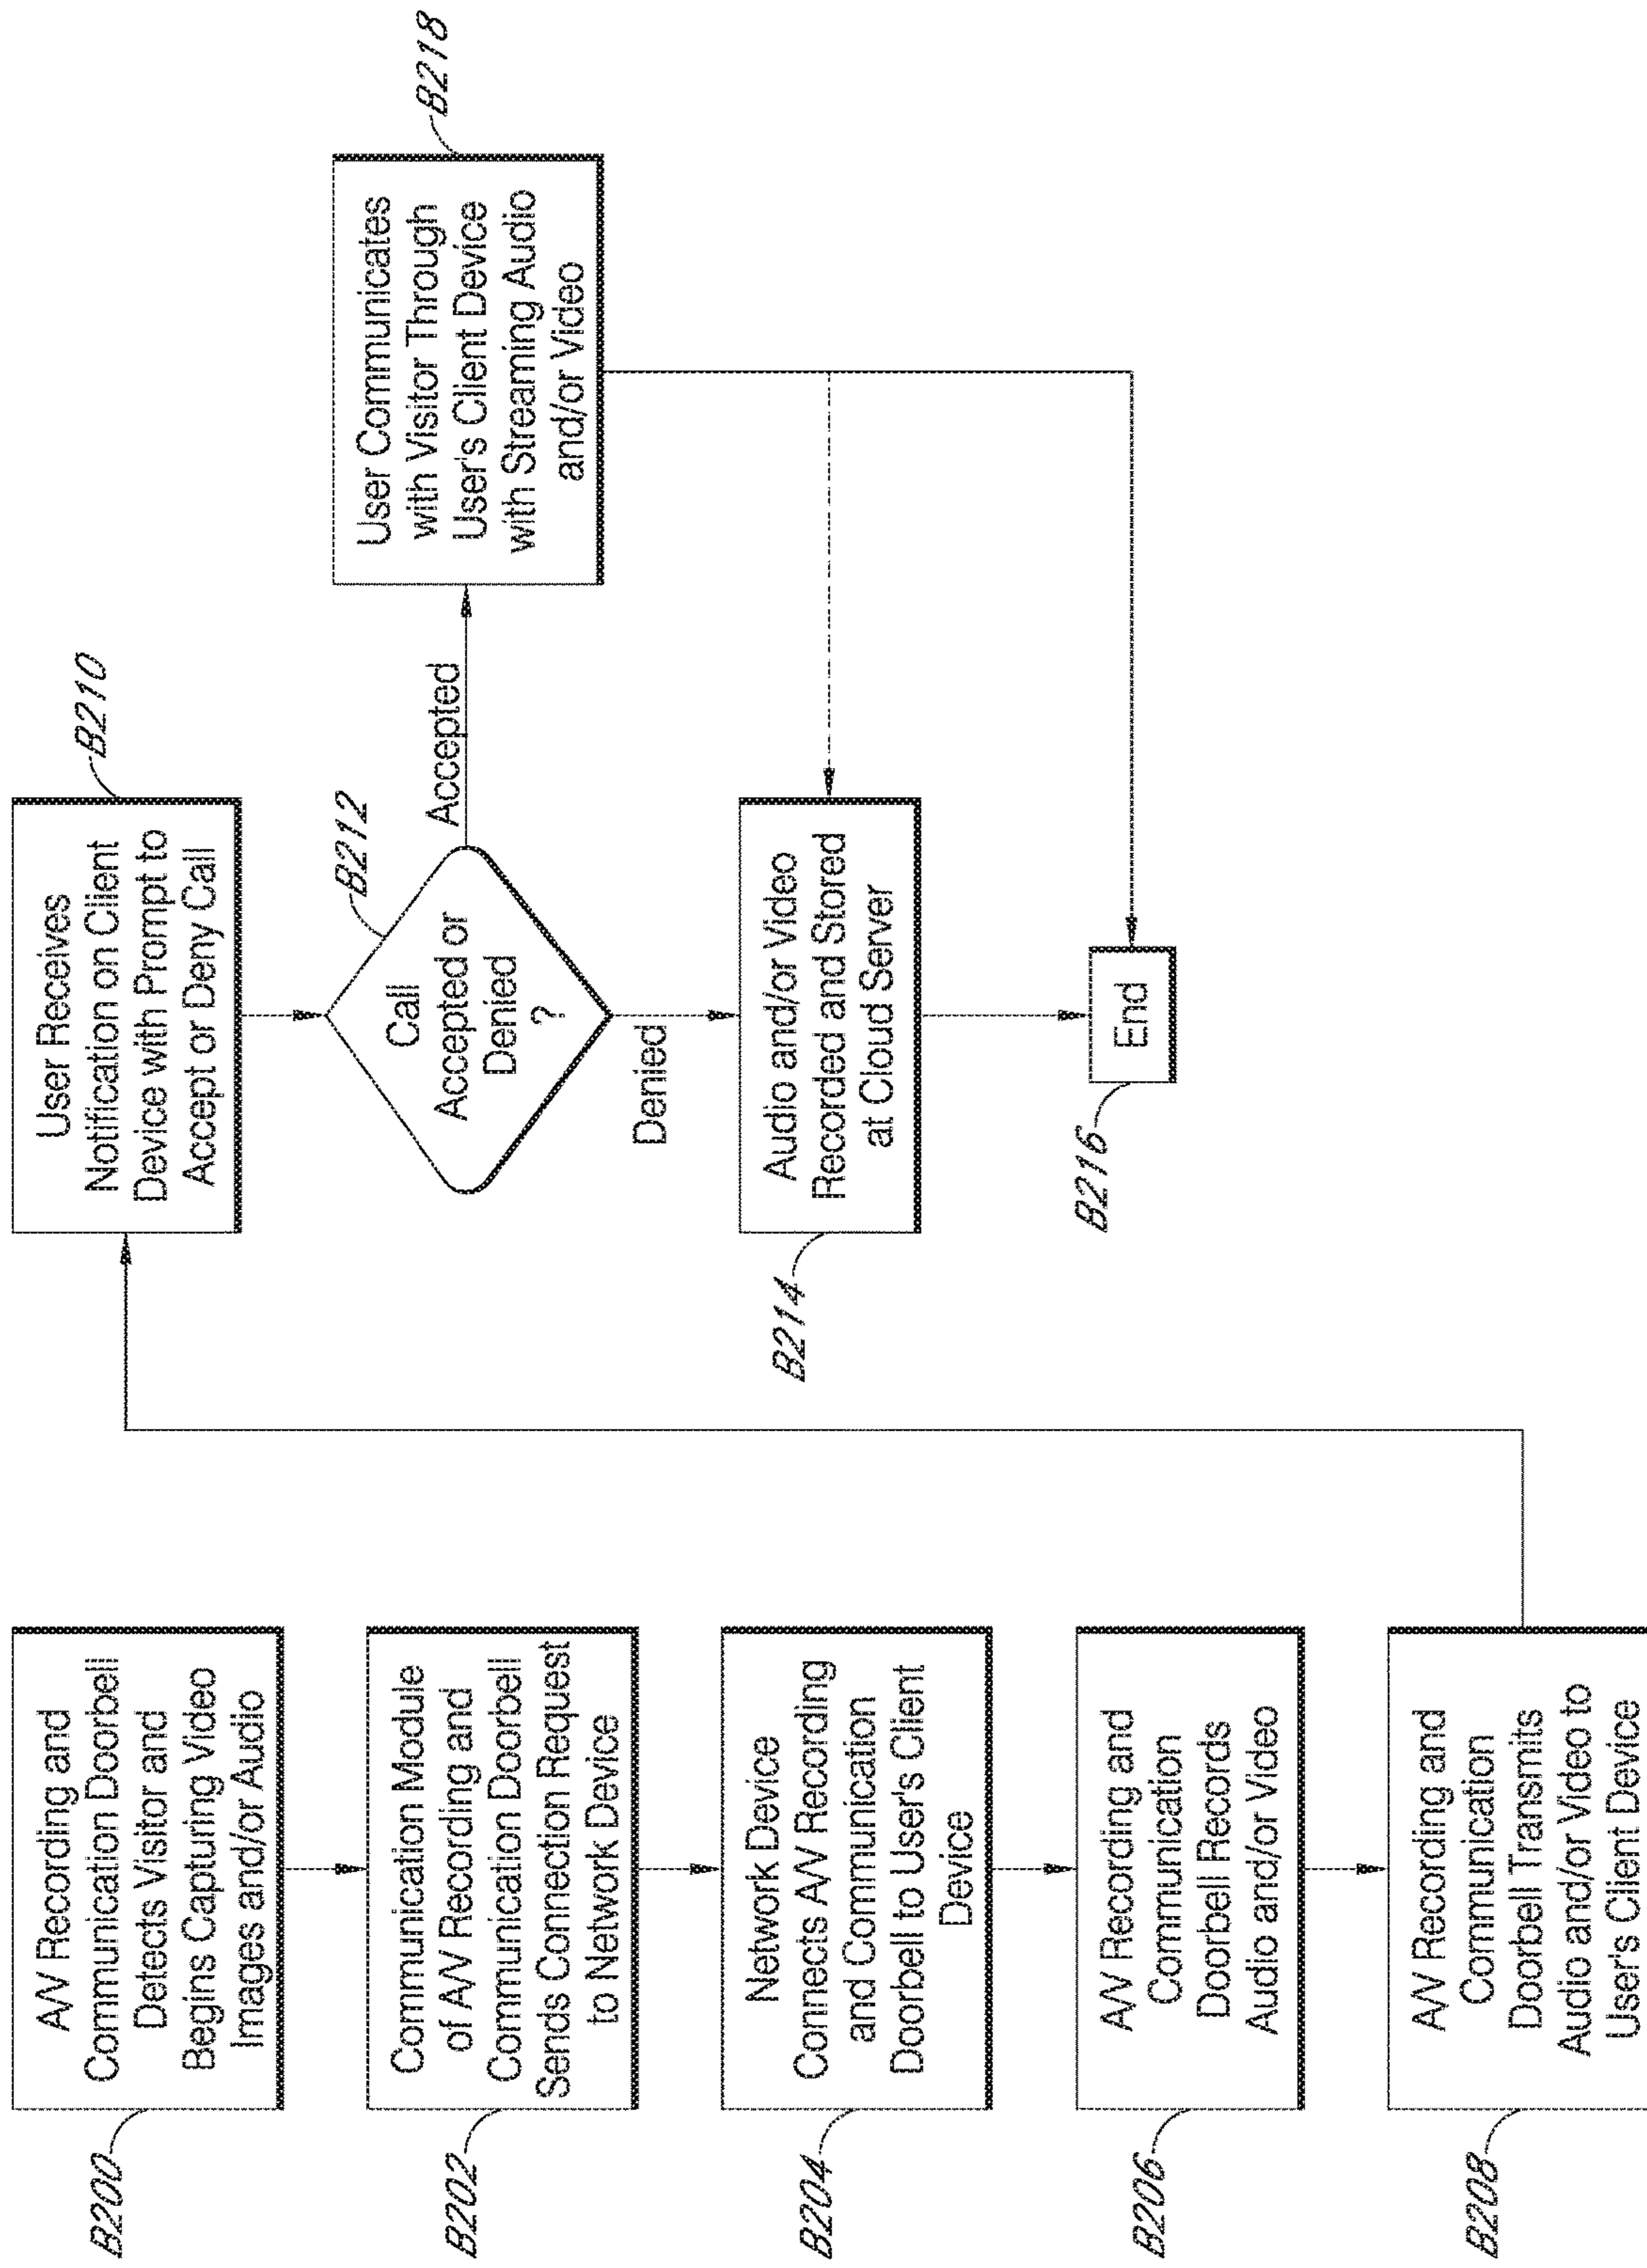 B200
A/V Recording and
Communication Doorbell
Detects Visitor and
Begins Capturing Video
Images and/or Audio
B202
Communication Module
of A/V Recording and
Communication Doorbell
Sends Connection Request
to Network Device
B204
Network Device
Connects A/V Recording
and Communication
Doorbell to User's Client
Device
B206
A/V Recording and
Communication
Doorbell Records
Audio and/or Video
B208
A/V Recording and
Communication
Doorbell Transmits
Audio and/or Video to
User's Client Device
B210
User Receives
Notification on Client
Device with Prompt to
Accept or Deny Call
B212
Call
Accepted or
Denied
?
Accepted
Denied
B214
Audio and/or Video
Recorded and Stored
at Cloud Server
B216
End
B218
User Communicates
with Visitor Through
User's Client Device
with Streaming Audio
and/or Video